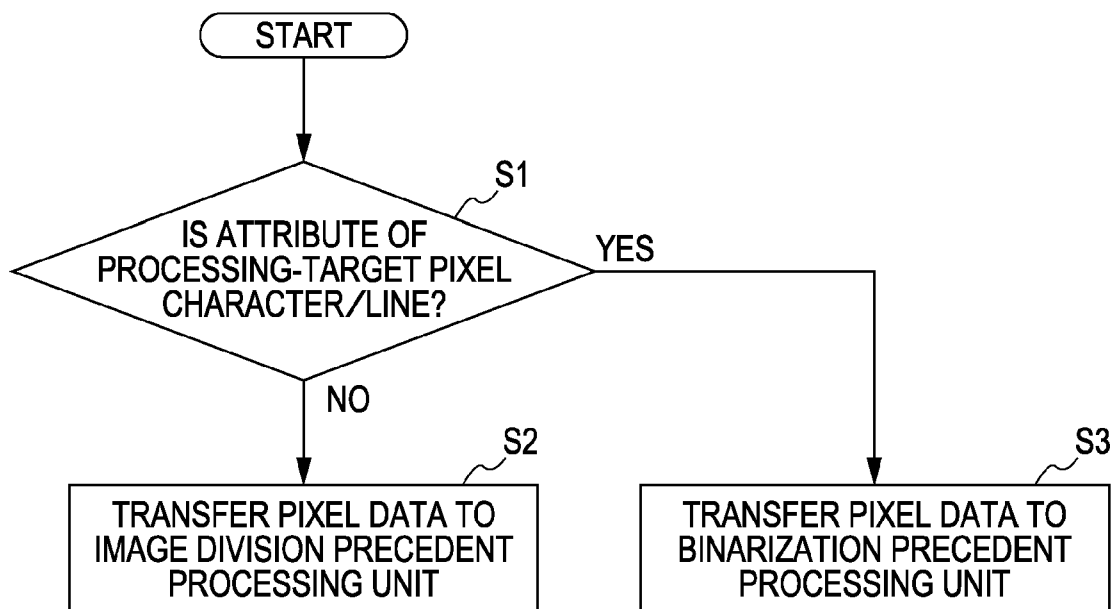 START
S1
IS ATTRIBUTE OF
PROCESSING-TARGET PIXEL
CHARACTER/LINE?
YES
NO
S2
TRANSFER PIXEL DATA TO
IMAGE DIVISION PRECEDENT
PROCESSING UNIT
S3
TRANSFER PIXEL DATA TO
BINARIZATION PRECEDENT
PROCESSING UNIT